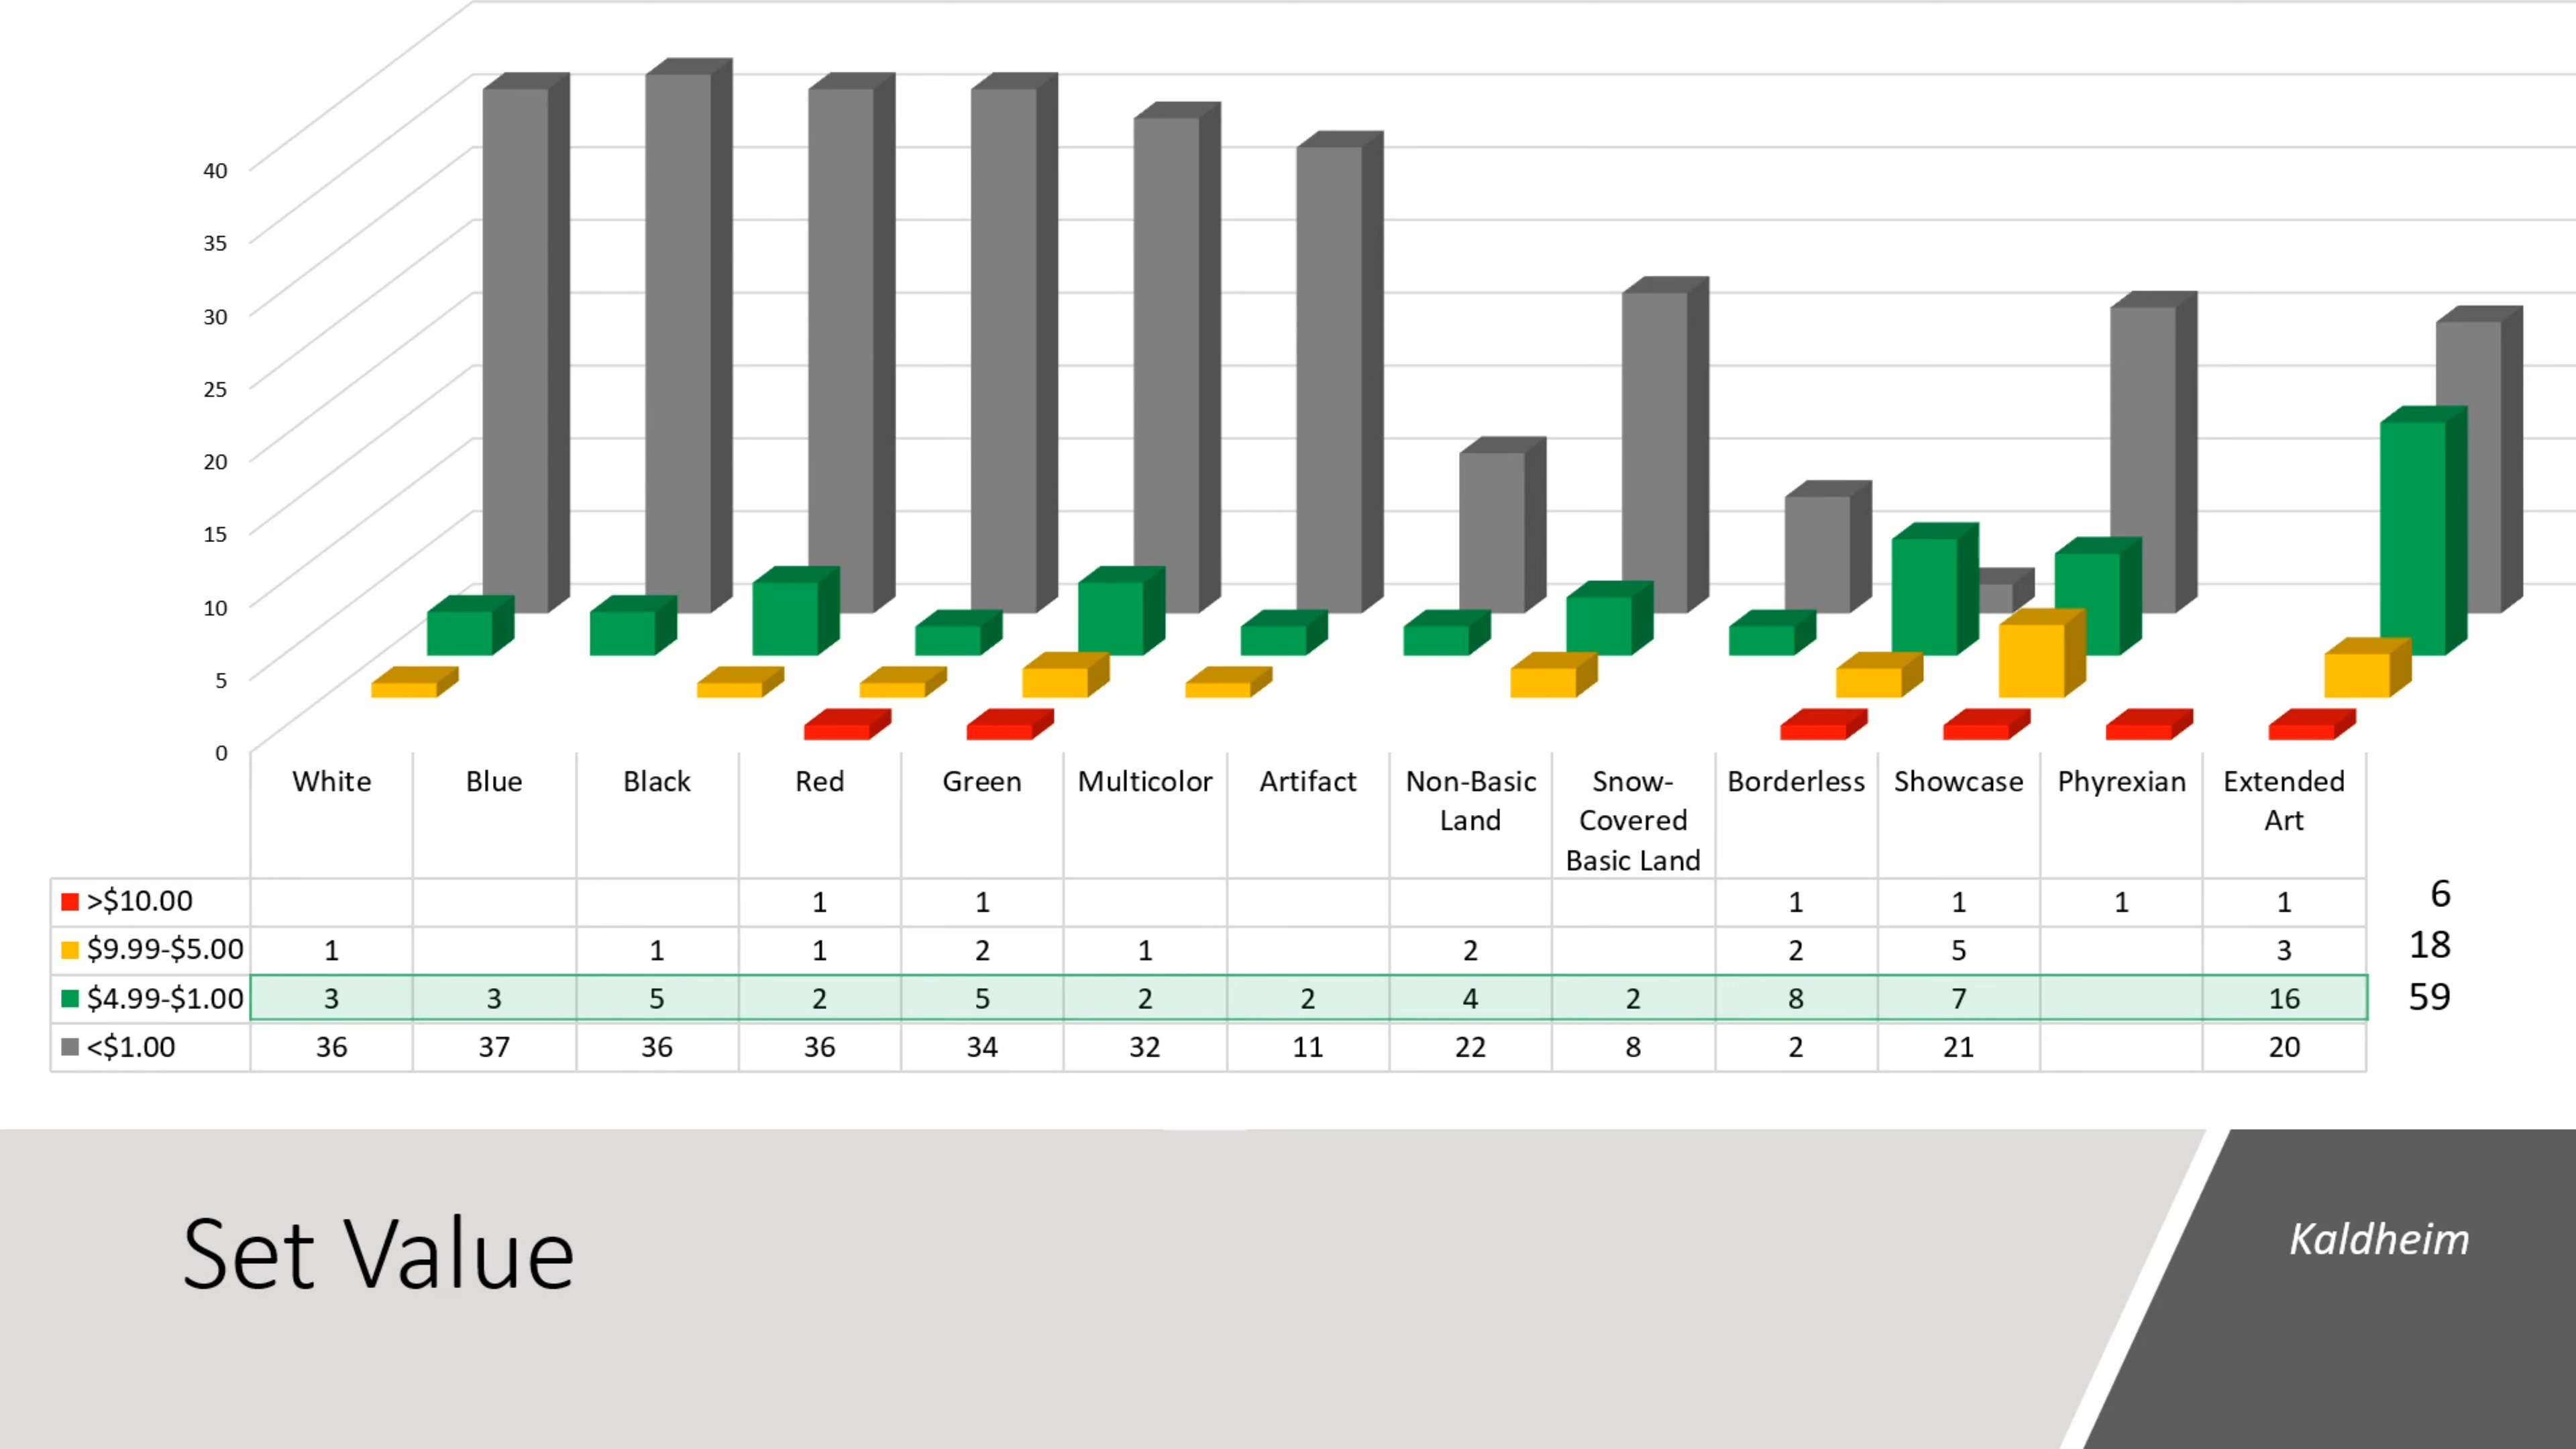 40
35
30
25
20
15
10
5
0
White Blue Black Red Green Multicolor Artifact Non-Basic Snow- Borderless Showcase Phyrexian Extended
Land Covered Art
Basic Land
>$10.00 1 1 1 1 1 1 6
$9.99-$5.00 1 1 1 2 1 2 2 5 3 18
$4.99-$1.00 3 3 5 2 5 2 2 4 2 8 7 16 59
<$1.00 36 37 36 36 34 32 11 22 8 2 21 20
Set Value
Kaldheim